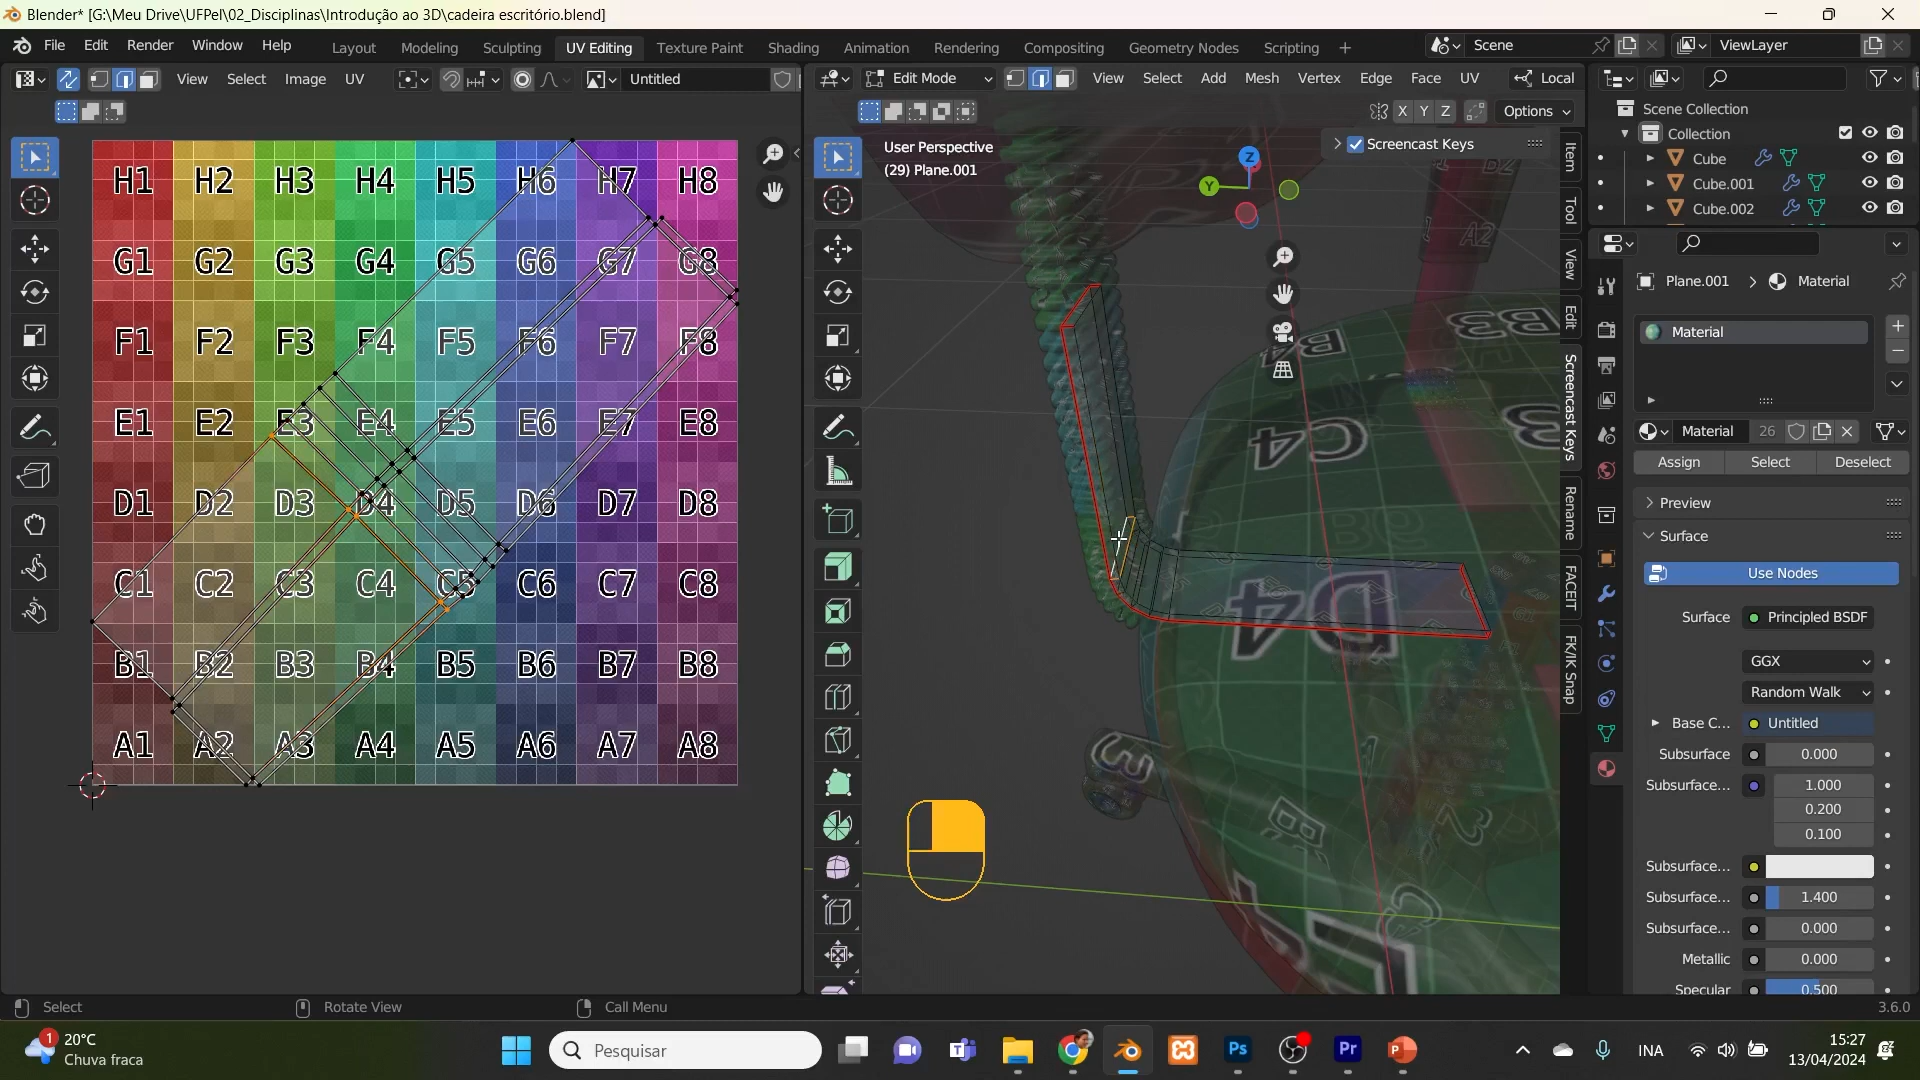 Blender* [G:\Meu Drive\UFPel\02_Disciplinas\Introdução ao 3D\cadeira escritório.blend]
File Edit Render Window Help Layout Modeling Sculpting UV Editing Texture Paint Shading Animation Rendering Compositing Geometry Nodes Scripting + Scene ViewLayer
View Select Image UV Untitled Edit Mode View Select Add Mesh Vertex Edge Face UV Local
X Y Z Options
User Perspective
(29) Plane.001
Screencast Keys
Z
Y
Item
Tool
View
Edit
Screencast Keys
Rename
FACEIT
FK/IK Snap
H1 H2 H3 H4 H5 H6 H7 H8
G1 G2 G3 G4 G5 G6 G7 G8
F1 F2 F3 F4 F5 F6 F7 F8
E1 E2 E3 E4 E5 E6 E7 E8
D1 D2 D3 D4 D5 D6 D7 D8
C1 C2 C3 C4 C5 C6 C7 C8
B1 B2 B3 B4 B5 B6 B7 B8
A1 A2 A3 A4 A5 A6 A7 A8
A2
B3
B4
C4
D4
Scene Collection
Collection
Cube
Cube.001
Cube.002
Plane.001 > Material
Material
Material 26
Assign Select Deselect
Preview
Surface
Use Nodes
Surface Principled BSDF
GGX
Random Walk
Base C... Untitled
Subsurface 0.000
Subsurface... 1.000
0.200
0.100
Subsurface...
Subsurface... 1.400
Subsurface... 0.000
Metallic 0.000
Specular 0.500
Select Rotate View Call Menu 3.6.0
1 20°C
Chuva fraca
Pesquisar
Ps
Pr
INA
15:27
13/04/2024